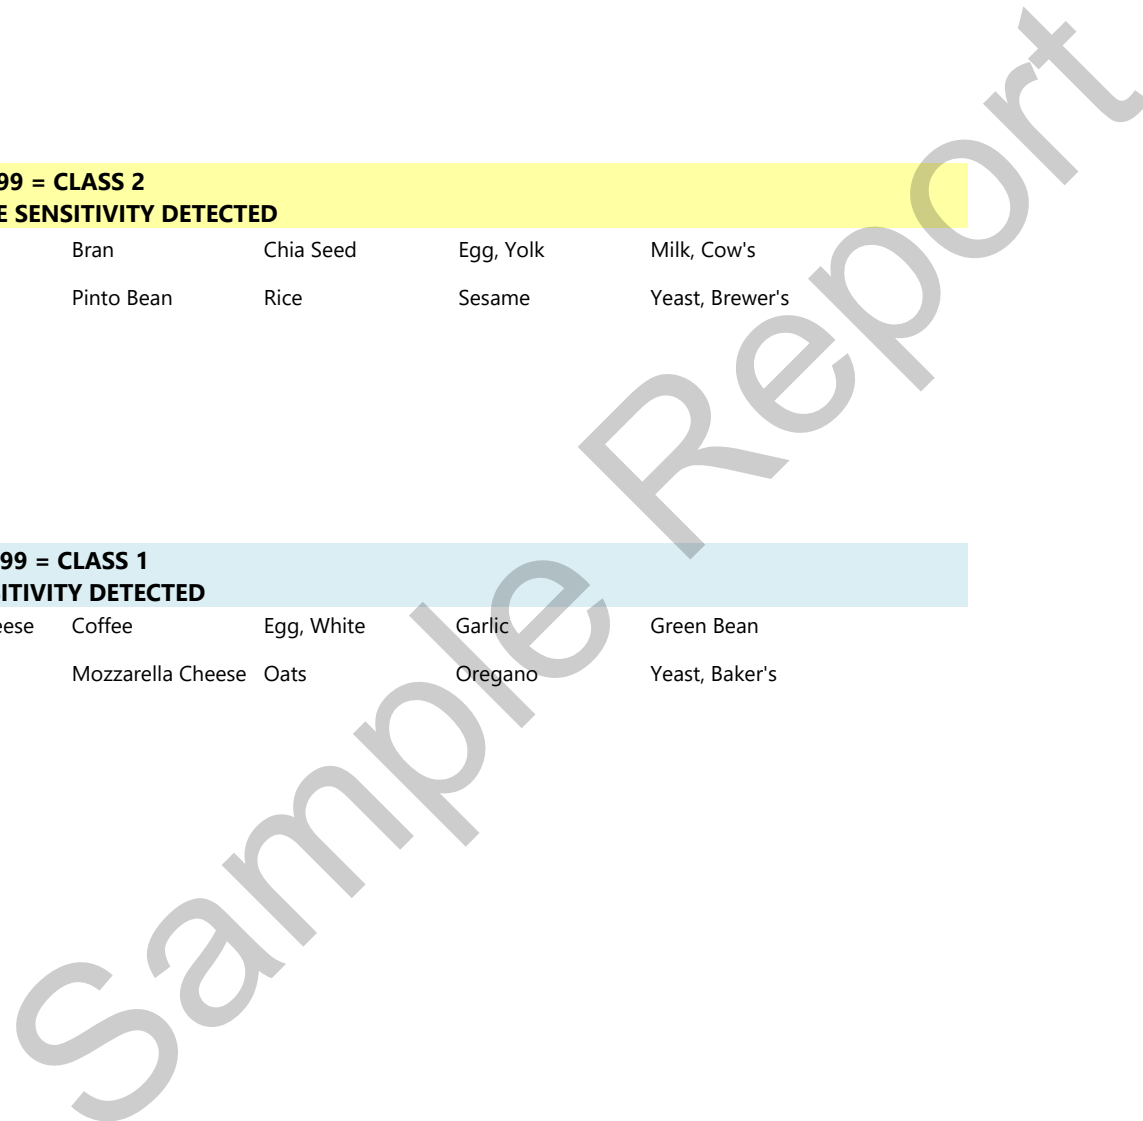 99 = CLASS 2
E SENSITIVITY DETECTED
Bran Chia Seed Egg, Yolk Milk, Cow's
Pinto Bean Rice Sesame Yeast, Brewer's
99 = CLASS 1
SITIVITY DETECTED
eese Coffee Egg, White Garlic Green Bean
Mozzarella Cheese Oats Oregano Yeast, Baker's
Sample Report